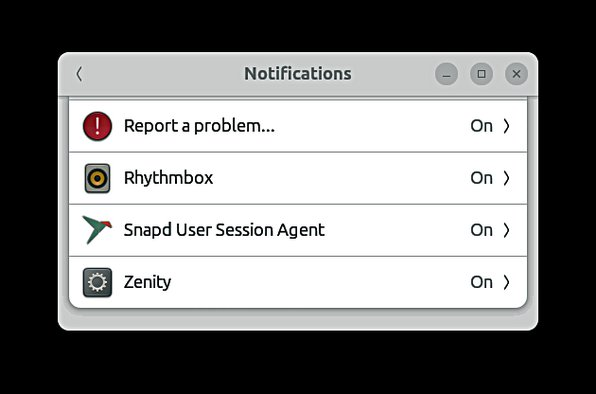 Notifications
Report a problem... On
Rhythmbox On
Snapd User Session Agent On
Zenity On